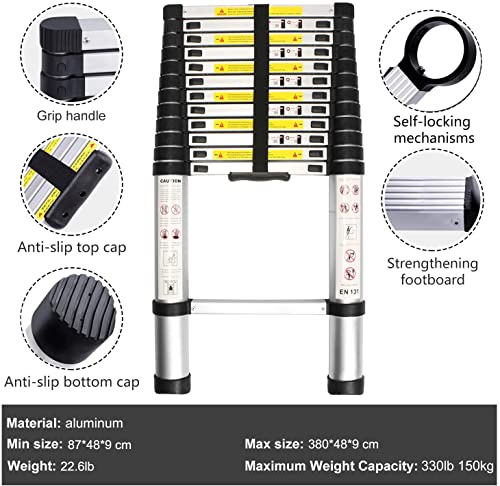 Grip handle
Self-locking
mechanisms
Anti-slip top cap
CAUTION
Strengthening
footboard
EN 131
Anti-slip bottom cap
Material: aluminum
Min size: 87*48*9 cm
Max size: 380*48*9 cm
Weight: 22.6lb
Maximum Weight Capacity: 330lb 150kg